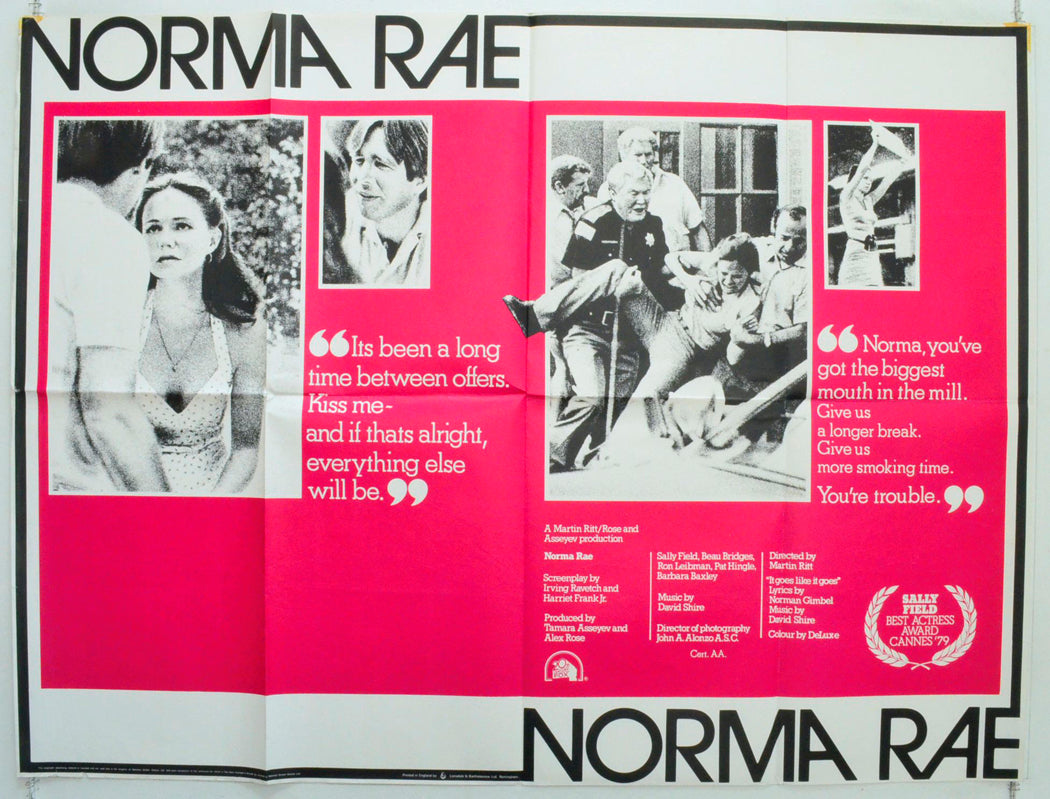 NORMA RAE
“Its been a long
time between offers.
Kiss me-
and if thats alright,
everything else
will be.”
“Norma, you've
got the biggest
mouth in the mill.
Give us
a longer break.
Give us
more smoking time.
You're trouble.”
A Martin Ritt/Rose and
Asseyev production
Norma Rae
Screenplay by
Irving Ravetch and
Harriet Frank Jr.
Produced by
Tamara Asseyev and
Alex Rose
Sally Field, Beau Bridges,
Ron Leibman, Pat Hingle,
Barbara Baxley
Music by
David Shire
Director of photography
John A. Alonzo A.S.C.
Directed by
Martin Ritt
"It goes like it goes"
Lyrics by
Norman Gimbel
Music by
David Shire
Colour by DeLuxe
Cert. AA.
SALLY
FIELD
BEST ACTRESS
AWARD
CANNES '79
NORMA RAE
Printed in England by